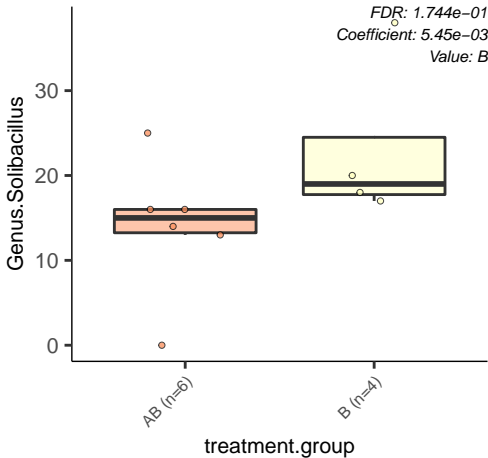 FDR: 1.744e−01
Coefficient: 5.45e−03
Value: B
Genus.Solibacillus
30
20
10
0
AB (n=6)
B (n=4)
treatment.group